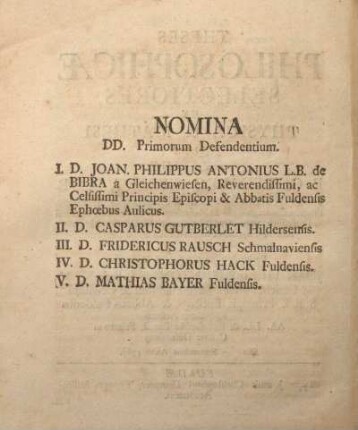 NOMINA
DD. Primorum Defendentium.
I. D. JOAN. PHILIPPUS ANTONIUS L.B. de
BIBRA a Gleichenwiesen, Reverendissimi, ac
Celsissimi Principis Episcopi & Abbatis Fuldensis
Ephœbus Aulicus.
II. D. CASPARUS GUTBERLET Hildersensis.
III. D. FRIDERICUS RAUSCH Schmalnaviensis
IV. D. CHRISTOPHORUS HACK Fuldensis.
V. D. MATHIAS BAYER Fuldensis.